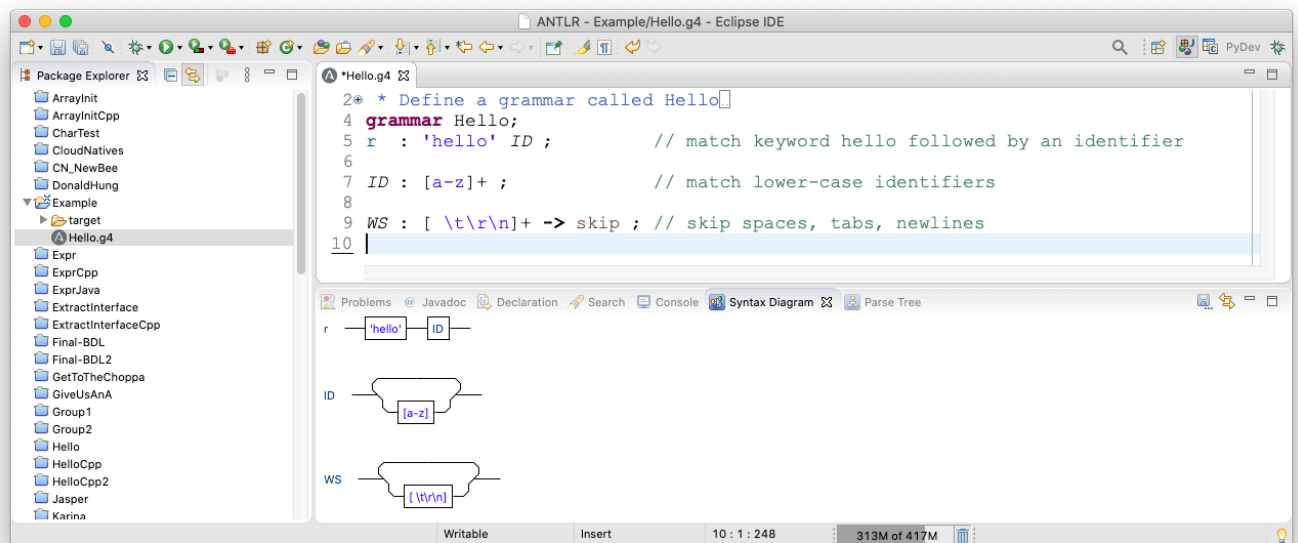 ANTLR - Example/Hello.g4 - Eclipse IDE
PyDev
Package Explorer
*Hello.g4
ArrayInit
ArrayInitCpp
CharTest
CloudNatives
CN_NewBee
DonaldHung
Example
target
Hello.g4
Expr
ExprCpp
ExprJava
ExtractInterface
ExtractInterfaceCpp
Final-BDL
Final-BDL2
GetToTheChoppa
GiveUsAnA
Group1
Group2
Hello
HelloCpp
HelloCpp2
Jasper
Karina
2 * Define a grammar called Hello
4 grammar Hello;
5 r  : 'hello' ID ;         // match keyword hello followed by an identifier
6
7 ID : [a-z]+ ;             // match lower-case identifiers
8
9 WS : [ \t\r\n]+ -> skip ; // skip spaces, tabs, newlines
10
Problems @ Javadoc Declaration Search Console Syntax Diagram Parse Tree
r 'hello' ID
ID
[a-z]
WS
[ \t\r\n]
Writable Insert 10 : 1 : 248 313M of 417M